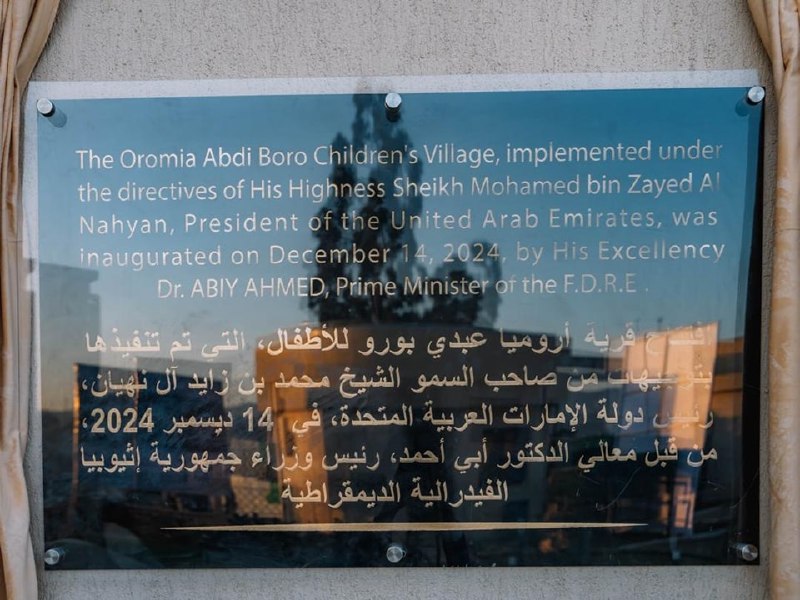 The Oromia Abdi Boro Children's Village, implemented under
the directives of His Highness Sheikh Mohamed bin Zayed Al
Nahyan, President of the United Arab Emirates, was
inaugurated on December 14, 2024, by His Excellency
Dr. ABIY AHMED, Prime Minister of the F.D.R.E .
افتتاح قرية أروميا عبدي بورو للأطفال، التي تم تنفيذها
بتوجيهات من صاحب السمو الشيخ محمد بن زايد آل نهيان،
رئيس دولة الإمارات العربية المتحدة، في 14 ديسمبر 2024،
من قبل معالي الدكتور أبي أحمد، رئيس وزراء جمهورية إثيوبيا
الفيدرالية الديمقراطية